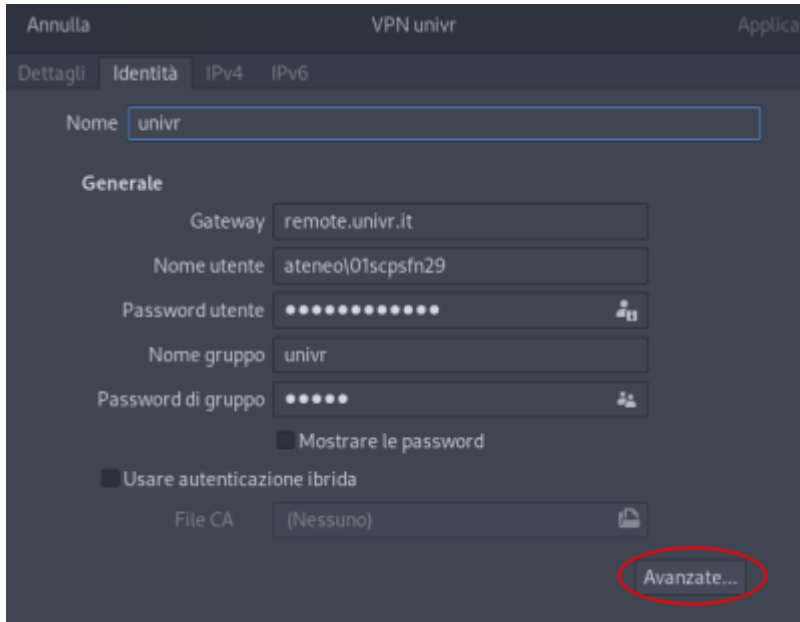 Annulla VPN univr Applica
Dettagli Identità IPv4 IPv6
Nome univr
Generale
Gateway remote.univr.it
Nome utente ateneo\01scpsfn29
Password utente ●●●●●●●●●●●●
Nome gruppo univr
Password di gruppo ●●●●●
Mostrare le password
Usare autenticazione ibrida
File CA (Nessuno)
Avanzate...